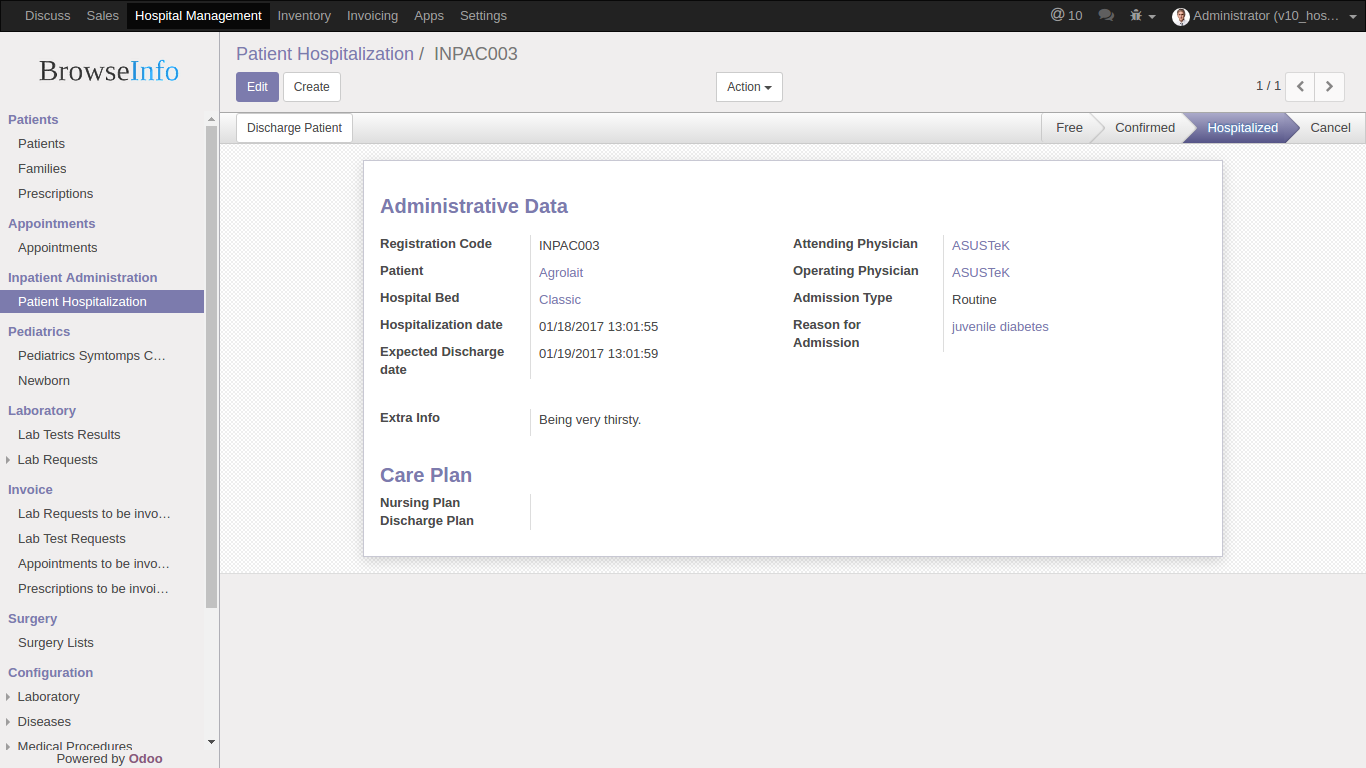 Discuss Sales Hospital Management Inventory Invoicing Apps Settings @ 10 Administrator (v10_hos...
BrowseInfo
Patients
Patients
Families
Prescriptions
Appointments
Appointments
Inpatient Administration
Patient Hospitalization
Pediatrics
Pediatrics Symtomps C...
Newborn
Laboratory
Lab Tests Results
Lab Requests
Invoice
Lab Requests to be invo...
Lab Test Requests
Appointments to be invo...
Prescriptions to be invoi...
Surgery
Surgery Lists
Configuration
Laboratory
Diseases
Medical Procedures
Powered by Odoo
Patient Hospitalization / INPAC003
Edit Create Action 1 / 1
Discharge Patient Free Confirmed Hospitalized Cancel
Administrative Data
Registration Code INPAC003
Patient Agrolait
Hospital Bed Classic
Hospitalization date 01/18/2017 13:01:55
Expected Discharge 01/19/2017 13:01:59
date
Attending Physician ASUSTeK
Operating Physician ASUSTeK
Admission Type Routine
Reason for juvenile diabetes
Admission
Extra Info Being very thirsty.
Care Plan
Nursing Plan
Discharge Plan